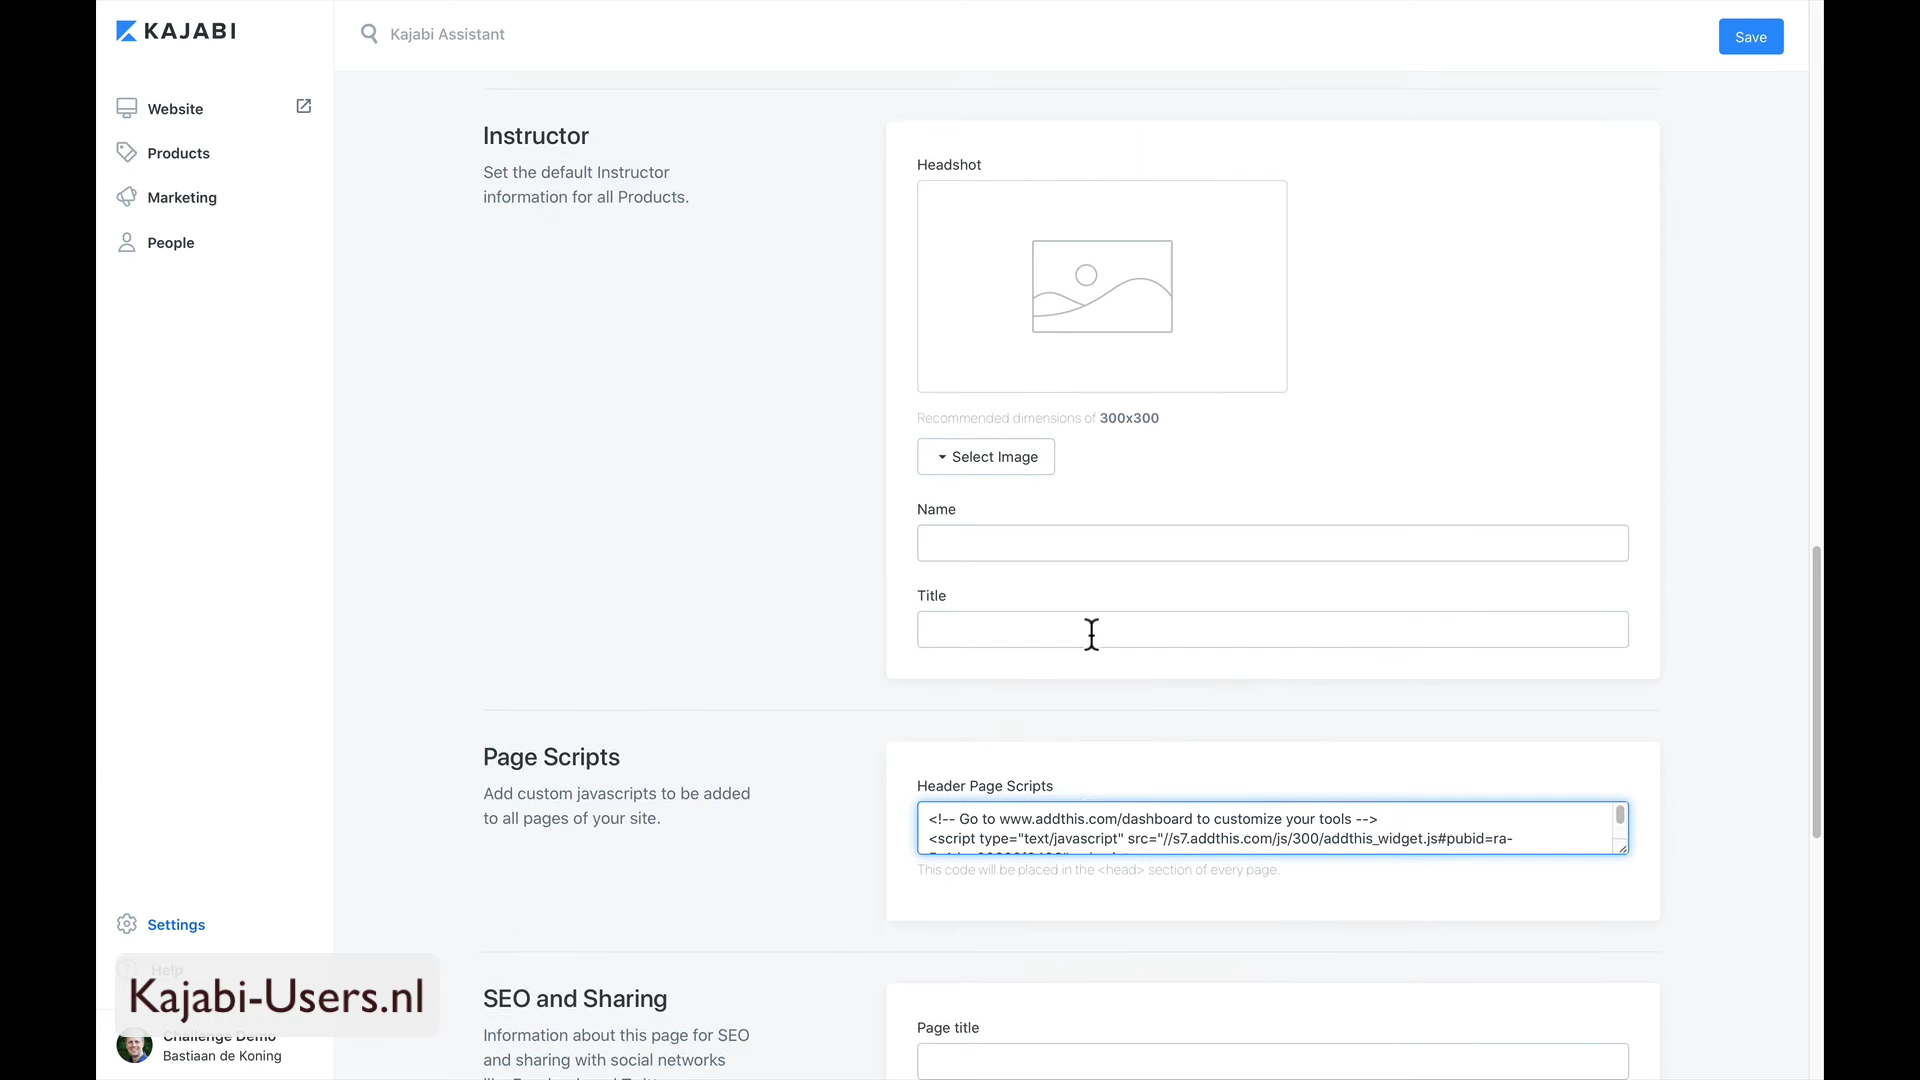 KAJABI
Kajabi Assistant
Save
Website
Products
Marketing
People
Instructor
Set the default Instructor
information for all Products.
Headshot
Recommended dimensions of 300x300
Select Image
Name
Title
Page Scripts
Add custom javascripts to be added
to all pages of your site.
Header Page Scripts
<!-- Go to www.addthis.com/dashboard to customize your tools -->
<script type="text/javascript" src="//s7.addthis.com/js/300/addthis_widget.js#pubid=ra-
This code will be placed in the <head> section of every page.
Settings
Help
Kajabi-Users.nl
Challenge Demo
Bastiaan de Koning
SEO and Sharing
Information about this page for SEO
and sharing with social networks
Page title